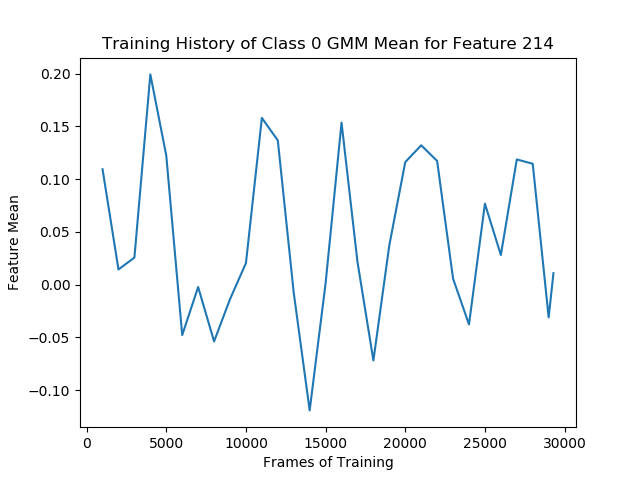 Training History of Class 0 GMM Mean for Feature 214
0.20
0.15
0.10
0.05
0.00
−0.05
−0.10
Feature Mean
0 5000 10000 15000 20000 25000 30000
Frames of Training